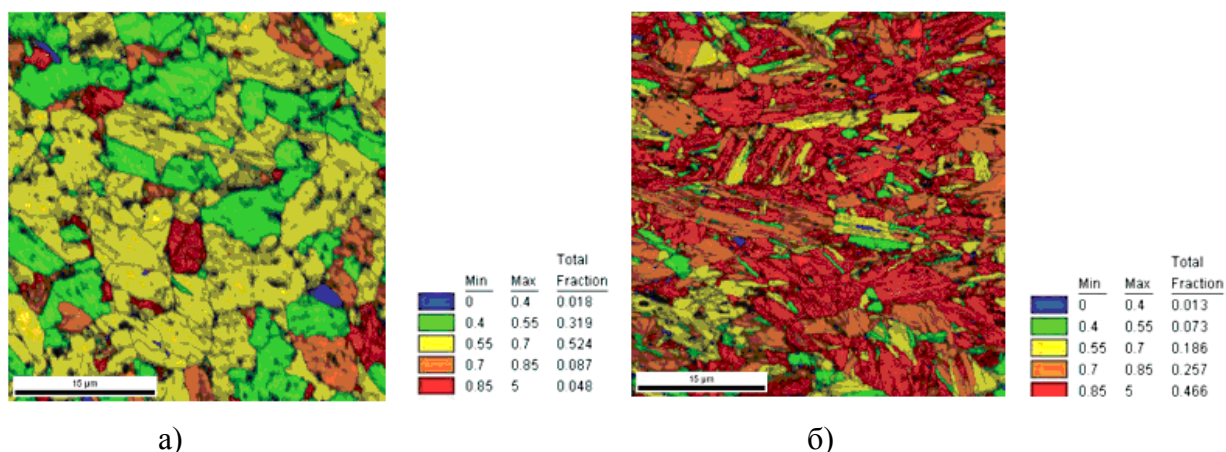 Total
Min Max Fraction
0 0.4 0.018
0.4 0.55 0.319
0.55 0.7 0.524
0.7 0.85 0.087
0.85 5 0.048
15 μm
Total
Min Max Fraction
0 0.4 0.013
0.4 0.55 0.073
0.55 0.7 0.186
0.7 0.85 0.257
0.85 5 0.466
15 μm
а)
б)